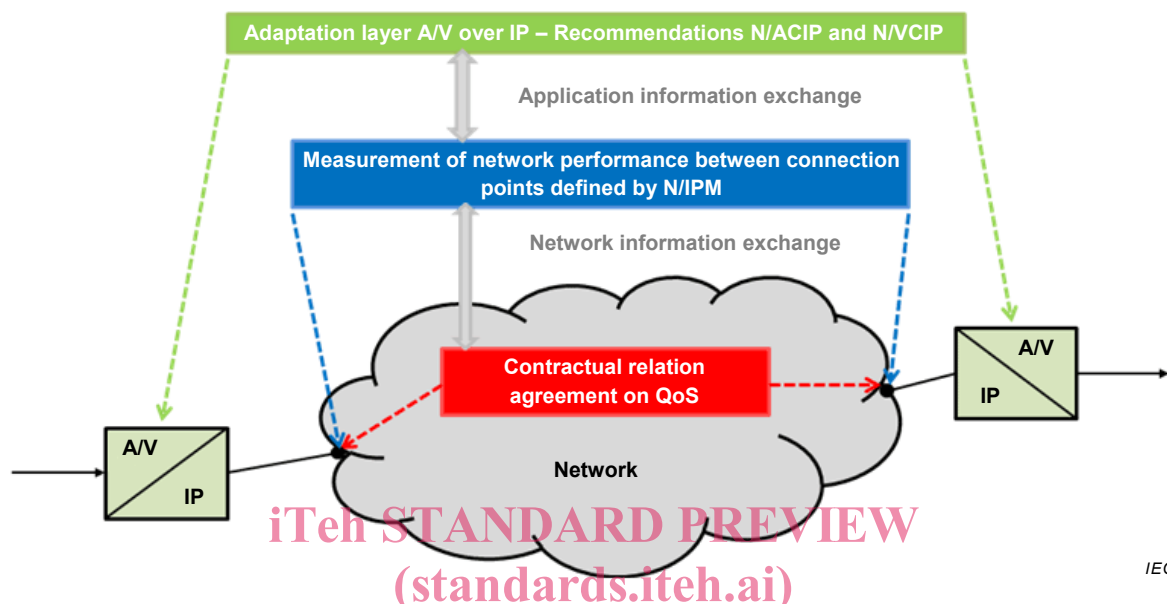 Adaptation layer A/V over IP – Recommendations N/ACIP and N/VCIP
Application information exchange
Measurement of network performance between connection
points defined by N/IPM
Network information exchange
Contractual relation
agreement on QoS
A/V
IP
A/V
IP
Network
iTeh STANDARD PREVIEW
(standards.iteh.ai)
IEC